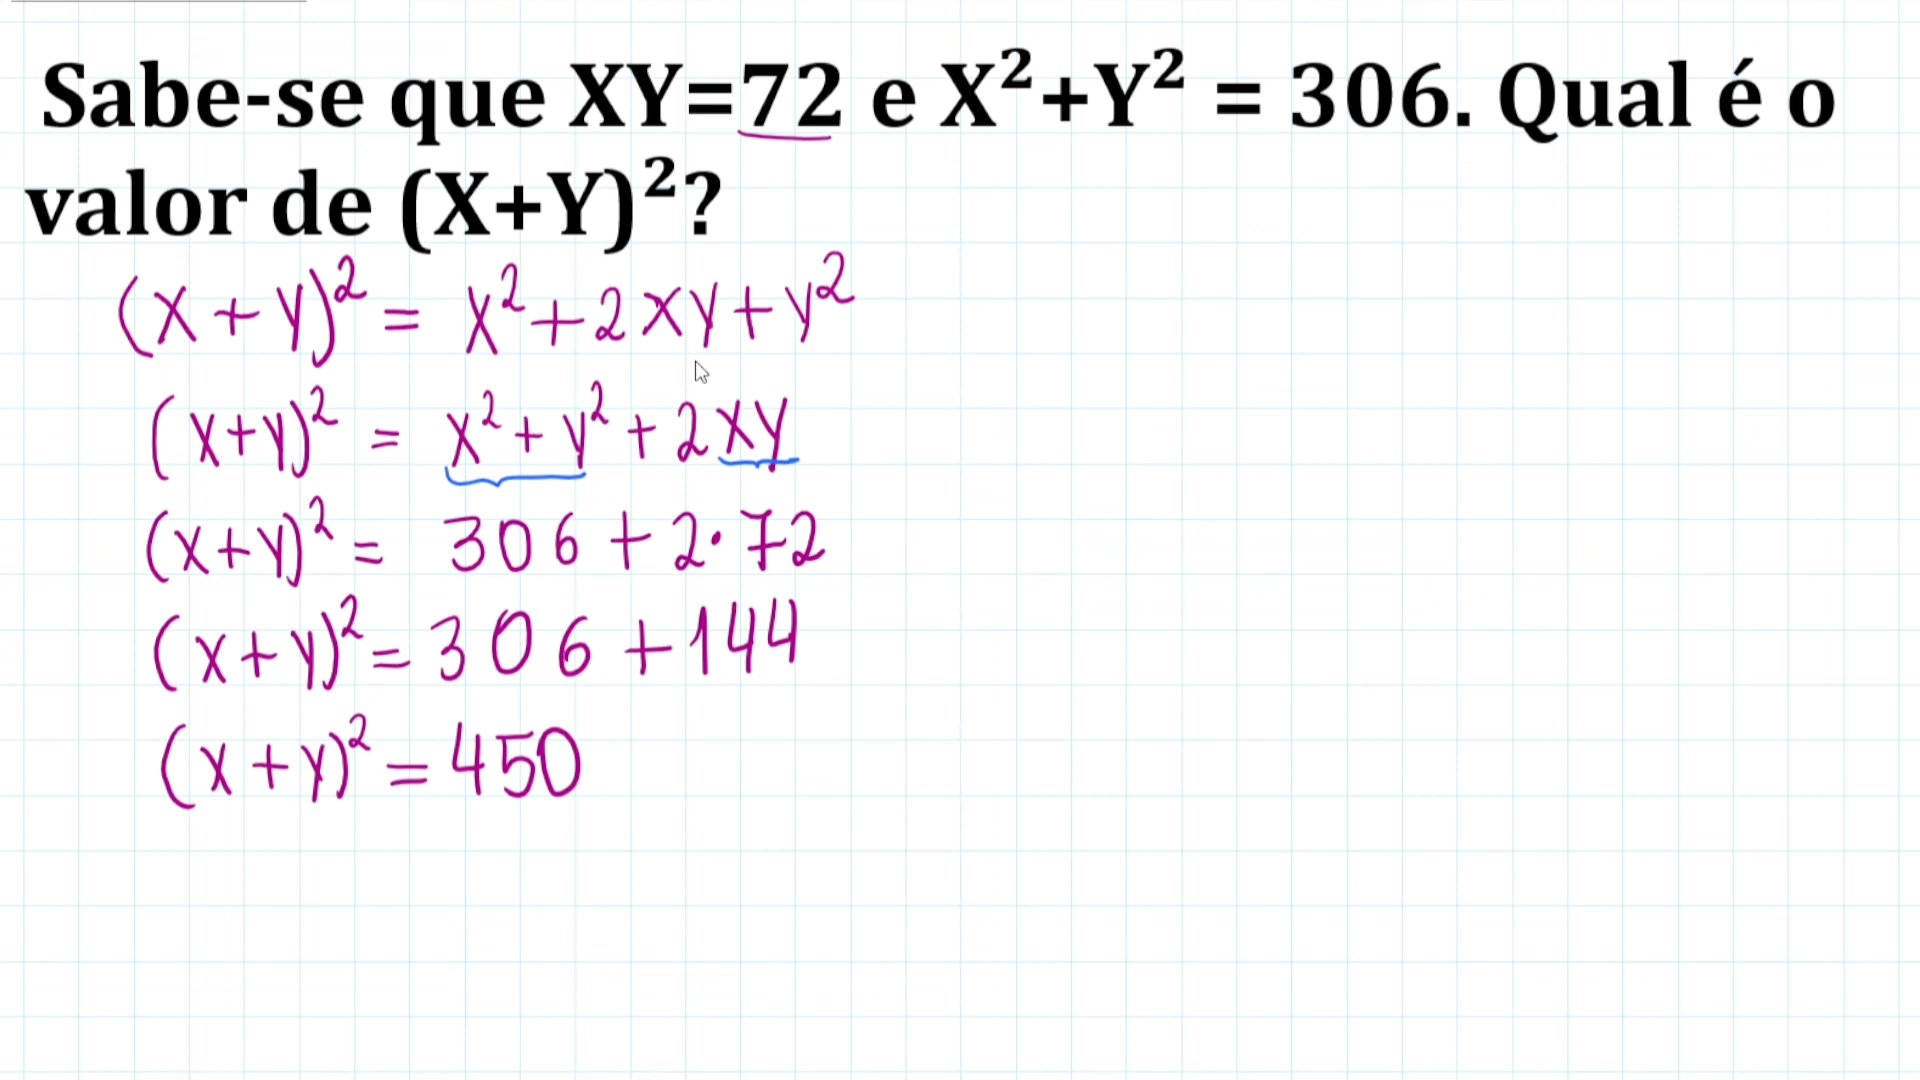 Sabe-se que XY=72 e X²+Y² = 306. Qual é o
valor de (X+Y)²?
(x+y)² = x²+2xy+y²
(x+y)² = x²+y²+2xy
(x+y)² = 306+2·72
(x+y)²=306+144
(x+y)²=450